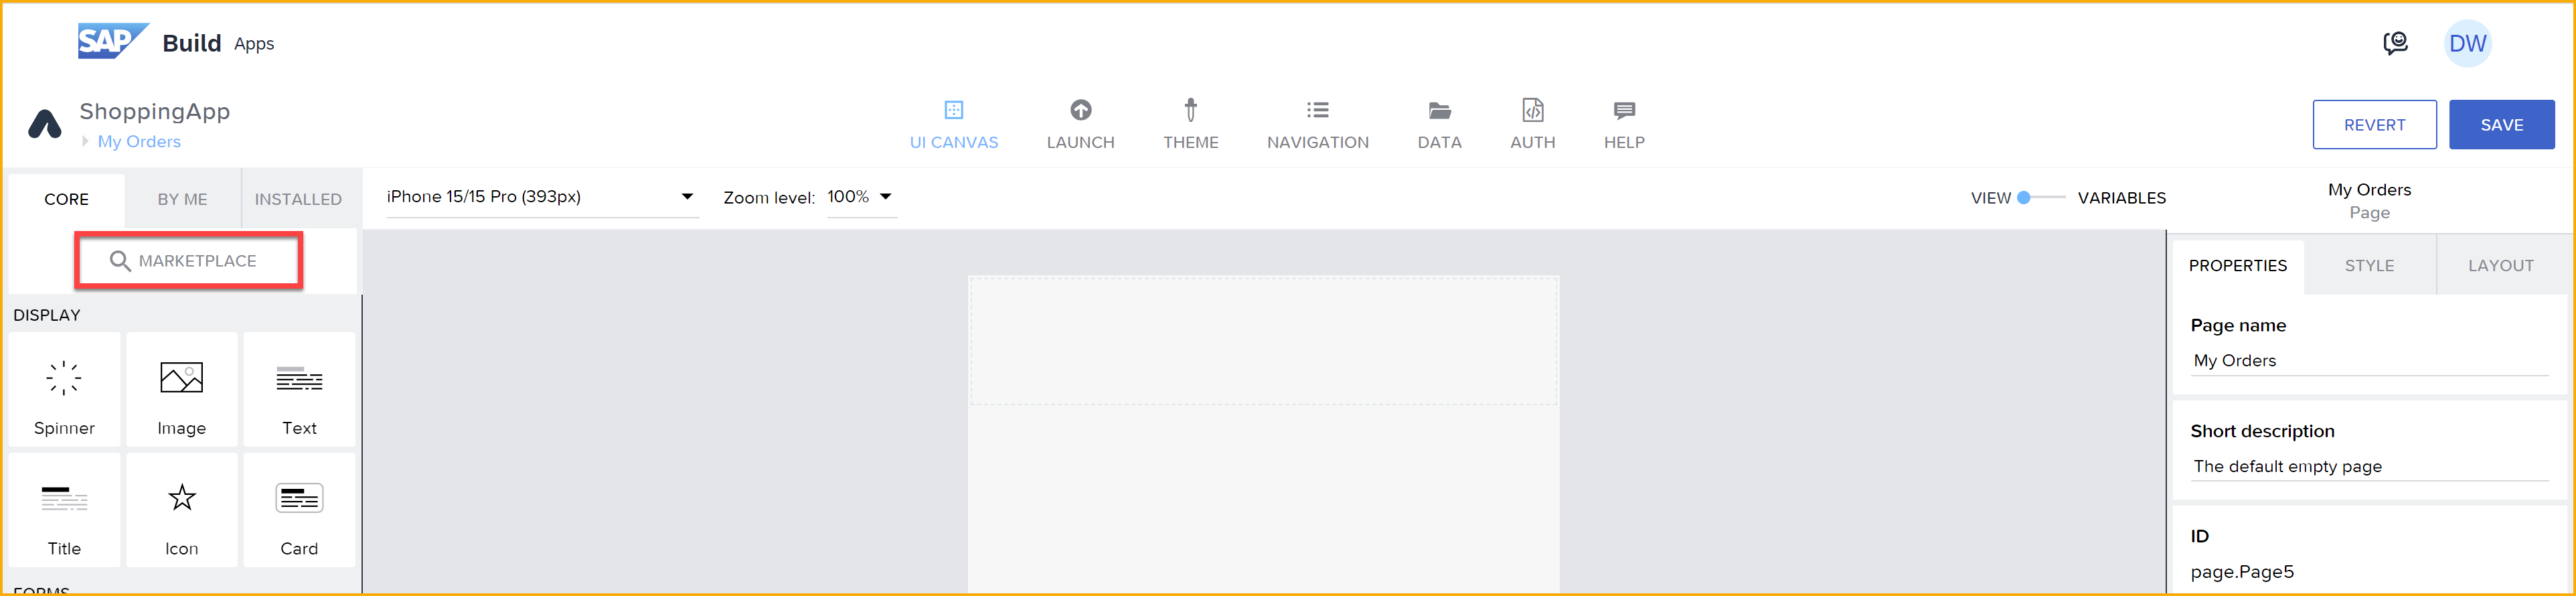 SAP Build Apps
DW
ShoppingApp
My Orders
UI CANVAS LAUNCH THEME NAVIGATION DATA AUTH HELP
REVERT SAVE
CORE BY ME INSTALLED
MARKETPLACE
iPhone 15/15 Pro (393px) Zoom level: 100%
VIEW VARIABLES
My Orders
Page
DISPLAY
Spinner Image Text
Title Icon Card
FORMS
PROPERTIES STYLE LAYOUT
Page name
My Orders
Short description
The default empty page
ID
page.Page5